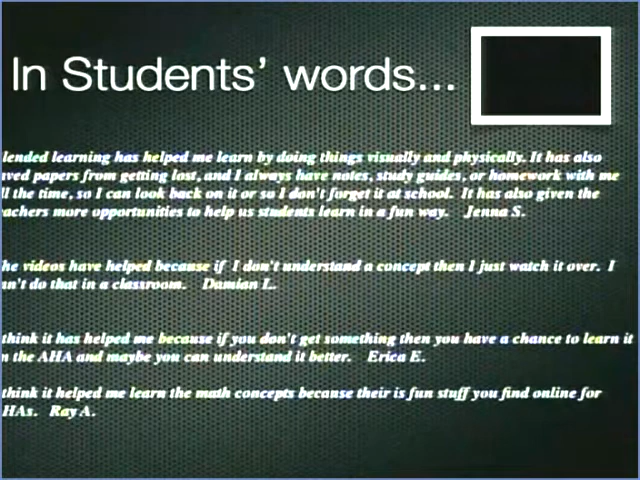 In Students' words...
lended learning has helped me learn by doing things visually and physically. It has also
aved papers from getting lost, and I always have notes, study guides, or homework with me
ll the time, so I can look back on it or so I don't forget it at school. It has also given the
eachers more opportunities to help us students learn in a fun way. Jenna S.
he videos have helped because if I don't understand a concept then I just watch it over. I
an't do that in a classroom. Damian L.
think it has helped me because if you don't get something then you have a chance to learn it
n the AHA and maybe you can understand it better. Erica E.
think it helped me learn the math concepts because their is fun stuff you find online for
HAs. Ray A.